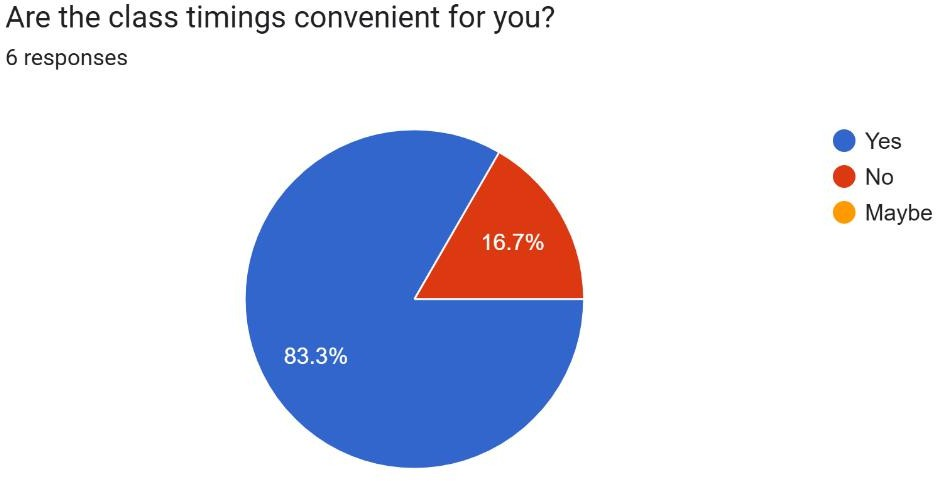 Are the class timings convenient for you?
6 responses
Yes
No
Maybe
16.7%
83.3%